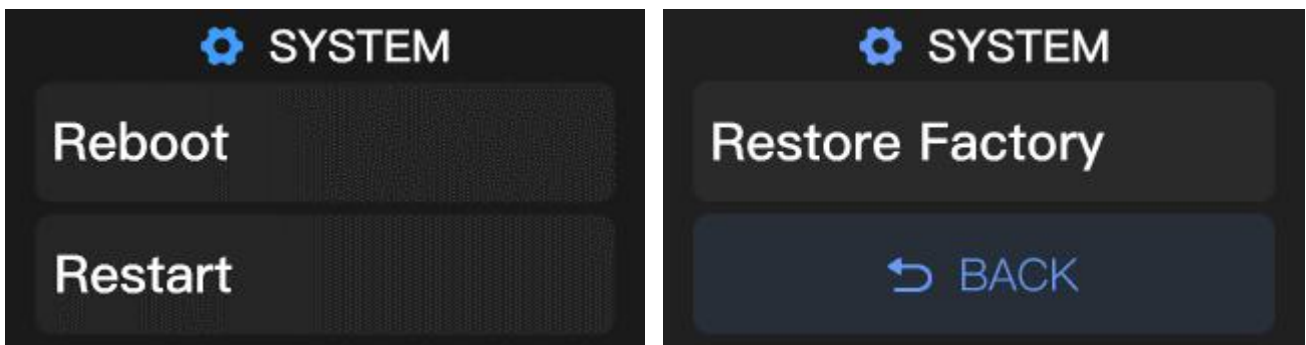 SYSTEM
Reboot
Restart
SYSTEM
Restore Factory
BACK